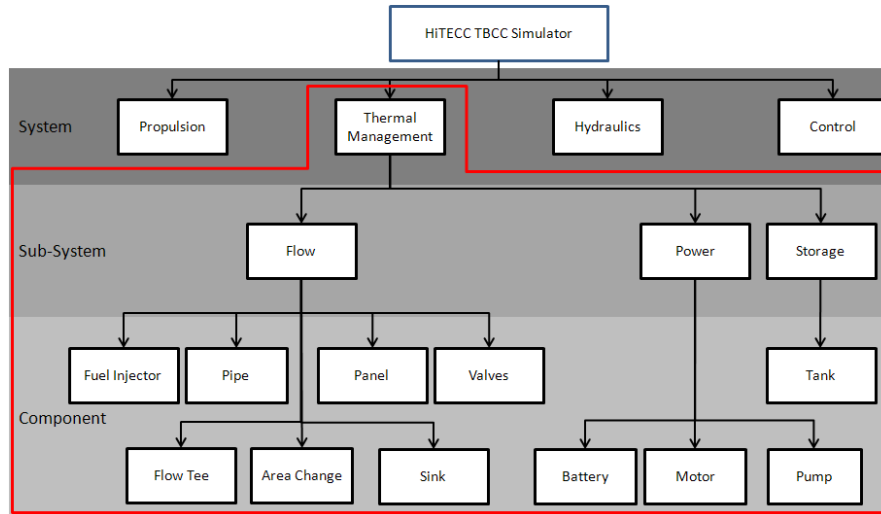 HiTECC TBCC Simulator
System
Propulsion
Thermal
Management
Hydraulics
Control
Sub-System
Flow
Power
Storage
Fuel Injector
Pipe
Panel
Valves
Tank
Component
Flow Tee
Area Change
Sink
Battery
Motor
Pump